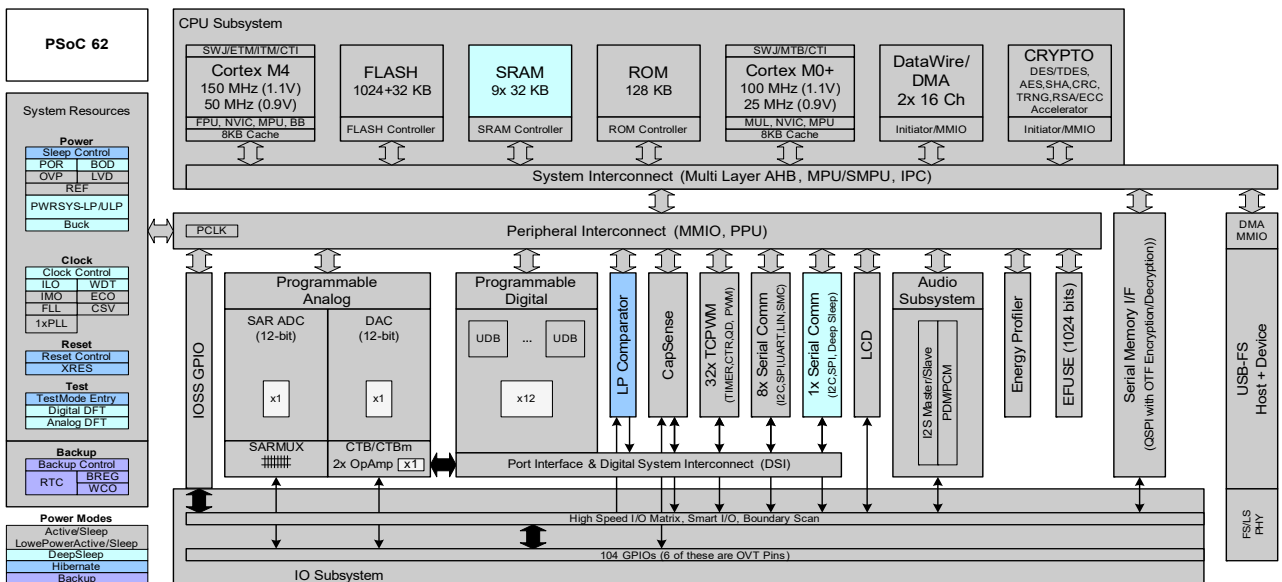 PSoC 62
System Resources
Power
Sleep Control
POR BOD
OVP LVD
REF
PWRSYS-LP/ULP
Buck
Clock
Clock Control
ILO WDT
IMO ECO
FLL CSV
1xPLL
Reset
Reset Control
XRES
Test
TestMode Entry
Digital DFT
Analog DFT
Backup
Backup Control
RTC BREG
WCO
Power Modes
Active/Sleep
LowePowerActive/Sleep
DeepSleep
Hibernate
Backup
CPU Subsystem
SWJ/ETM/ITM/CTI
Cortex M4
150 MHz (1.1V)
50 MHz (0.9V)
FPU, NVIC, MPU, BB
8KB Cache
FLASH
1024+32 KB
FLASH Controller
SRAM
9x 32 KB
SRAM Controller
ROM
128 KB
ROM Controller
SWJ/MTB/CTI
Cortex M0+
100 MHz (1.1V)
25 MHz (0.9V)
MUL, NVIC, MPU
8KB Cache
DataWire/
DMA
2x 16 Ch
Initiator/MMIO
CRYPTO
DES/TDES,
AES,SHA,CRC,
TRNG,RSA/ECC
Accelerator
Initiator/MMIO
System Interconnect (Multi Layer AHB, MPU/SMPU, IPC)
PCLK
Peripheral Interconnect (MMIO, PPU)
IOSS GPIO
Programmable
Analog
SAR ADC
(12-bit)
x1
DAC
(12-bit)
x1
SARMUX
CTB/CTBm
2x OpAmp x1
Programmable
Digital
UDB ... UDB
x12
Port Interface & Digital System Interconnect (DSI)
LP Comparator
CapSense
32x TCPWM
(TIMER,CTR,QD, PWM)
8x Serial Comm
(I2C,SPI,UART,LIN,SMC)
1x Serial Comm
(I2C,SPI, Deep Sleep)
LCD
Audio
Subsystem
I2S Master/Slave
PDM/PCM
Energy Profiler
EFUSE (1024 bits)
Serial Memory I/F
(QSPI with OTF Encryption/Decryption))
DMA
MMIO
USB-FS
Host + Device
FS/LS
PHY
High Speed I/O Matrix, Smart I/O, Boundary Scan
104 GPIOs (6 of these are OVT Pins)
IO Subsystem